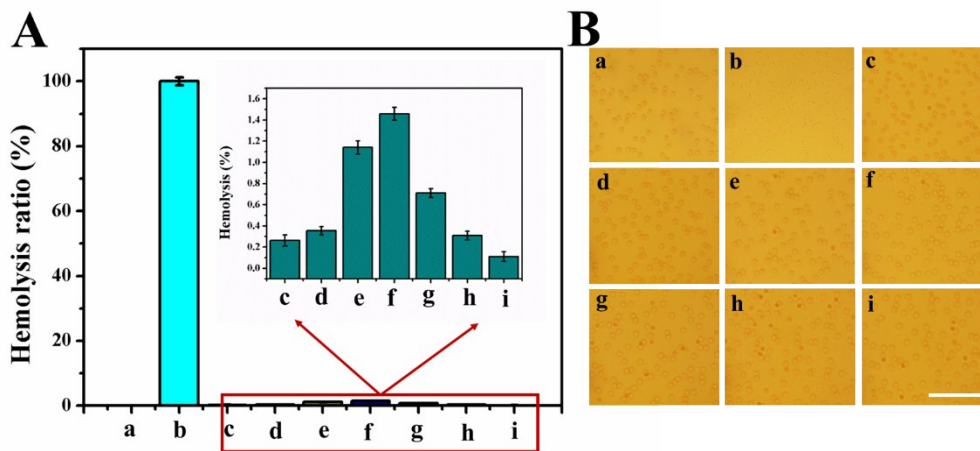 A
Hemolysis ratio (%)
100
80
60
40
20
0
a b c d e f g h i
Hemolysis (%)
1,6
1,4
1,2
1,0
0,8
0,6
0,4
0,2
0,0
c d e f g h i
B
a b c
d e f
g h i